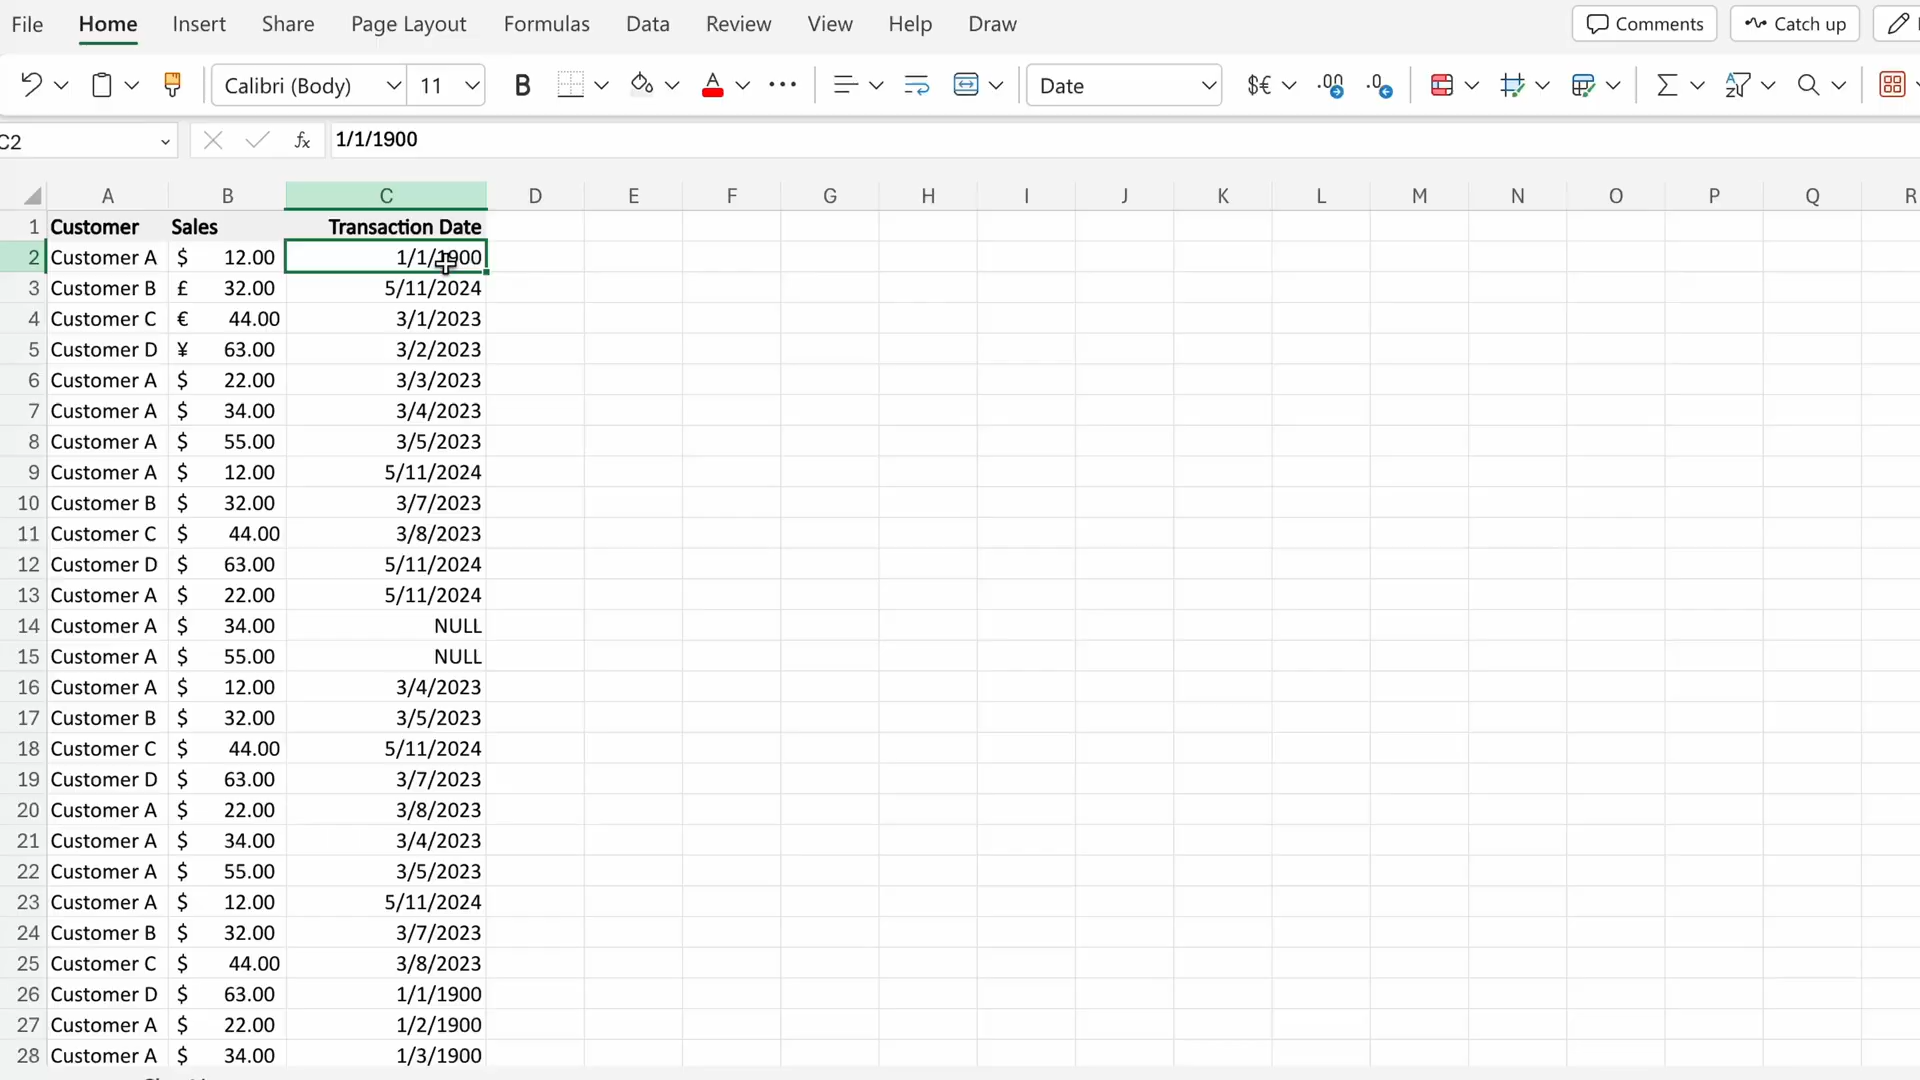 File Home Insert Share Page Layout Formulas Data Review View Help Draw Comments Catch up
Calibri (Body) 11 B A Date $€ .00 .0
C2 fx 1/1/1900
A B C D E F G H I J K L M N O P Q R
1 Customer Sales Transaction Date
2 Customer A $ 12.00 1/1/1900
3 Customer B £ 32.00 5/11/2024
4 Customer C € 44.00 3/1/2023
5 Customer D ¥ 63.00 3/2/2023
6 Customer A $ 22.00 3/3/2023
7 Customer A $ 34.00 3/4/2023
8 Customer A $ 55.00 3/5/2023
9 Customer A $ 12.00 5/11/2024
10 Customer B $ 32.00 3/7/2023
11 Customer C $ 44.00 3/8/2023
12 Customer D $ 63.00 5/11/2024
13 Customer A $ 22.00 5/11/2024
14 Customer A $ 34.00 NULL
15 Customer A $ 55.00 NULL
16 Customer A $ 12.00 3/4/2023
17 Customer B $ 32.00 3/5/2023
18 Customer C $ 44.00 5/11/2024
19 Customer D $ 63.00 3/7/2023
20 Customer A $ 22.00 3/8/2023
21 Customer A $ 34.00 3/4/2023
22 Customer A $ 55.00 3/5/2023
23 Customer A $ 12.00 5/11/2024
24 Customer B $ 32.00 3/7/2023
25 Customer C $ 44.00 3/8/2023
26 Customer D $ 63.00 1/1/1900
27 Customer A $ 22.00 1/2/1900
28 Customer A $ 34.00 1/3/1900